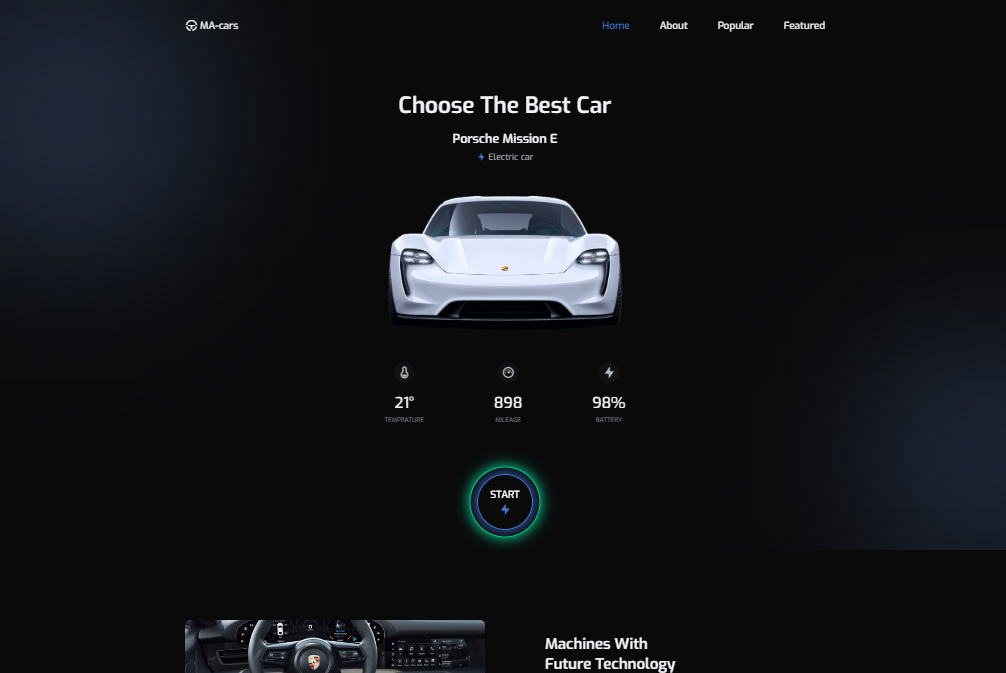 MA-cars
Home About Popular Featured
Choose The Best Car
Porsche Mission E
Electric car
21° 898 98%
TEMPRATURE MILEAGE BATTERY
START
Machines With
Future Technology